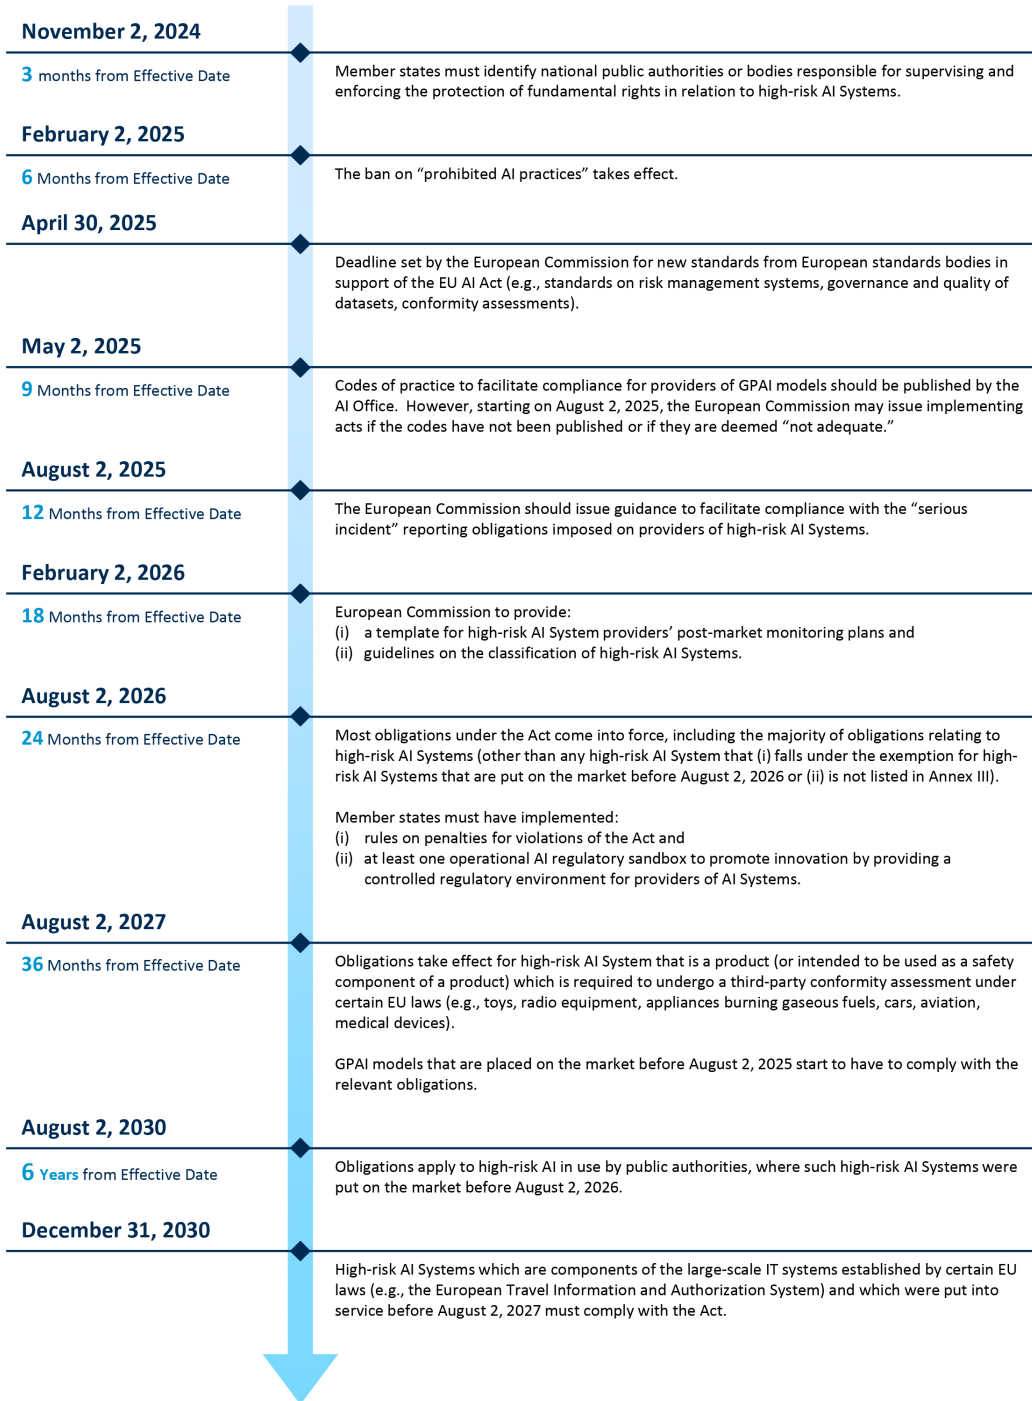 November 2, 2024
3 months from Effective Date
Member states must identify national public authorities or bodies responsible for supervising and
enforcing the protection of fundamental rights in relation to high-risk AI Systems.
February 2, 2025
6 Months from Effective Date
The ban on “prohibited AI practices” takes effect.
April 30, 2025
Deadline set by the European Commission for new standards from European standards bodies in
support of the EU AI Act (e.g., standards on risk management systems, governance and quality of
datasets, conformity assessments).
May 2, 2025
9 Months from Effective Date
Codes of practice to facilitate compliance for providers of GPAI models should be published by the
AI Office. However, starting on August 2, 2025, the European Commission may issue implementing
acts if the codes have not been published or if they are deemed “not adequate.”
August 2, 2025
12 Months from Effective Date
The European Commission should issue guidance to facilitate compliance with the “serious
incident” reporting obligations imposed on providers of high-risk AI Systems.
February 2, 2026
18 Months from Effective Date
European Commission to provide:
(i) a template for high-risk AI System providers’ post-market monitoring plans and
(ii) guidelines on the classification of high-risk AI Systems.
August 2, 2026
24 Months from Effective Date
Most obligations under the Act come into force, including the majority of obligations relating to
high-risk AI Systems (other than any high-risk AI System that (i) falls under the exemption for high-
risk AI Systems that are put on the market before August 2, 2026 or (ii) is not listed in Annex III).
Member states must have implemented:
(i) rules on penalties for violations of the Act and
(ii) at least one operational AI regulatory sandbox to promote innovation by providing a
controlled regulatory environment for providers of AI Systems.
August 2, 2027
36 Months from Effective Date
Obligations take effect for high-risk AI System that is a product (or intended to be used as a safety
component of a product) which is required to undergo a third-party conformity assessment under
certain EU laws (e.g., toys, radio equipment, appliances burning gaseous fuels, cars, aviation,
medical devices).
GPAI models that are placed on the market before August 2, 2025 start to have to comply with the
relevant obligations.
August 2, 2030
6 Years from Effective Date
Obligations apply to high-risk AI in use by public authorities, where such high-risk AI Systems were
put on the market before August 2, 2026.
December 31, 2030
High-risk AI Systems which are components of the large-scale IT systems established by certain EU
laws (e.g., the European Travel Information and Authorization System) and which were put into
service before August 2, 2027 must comply with the Act.